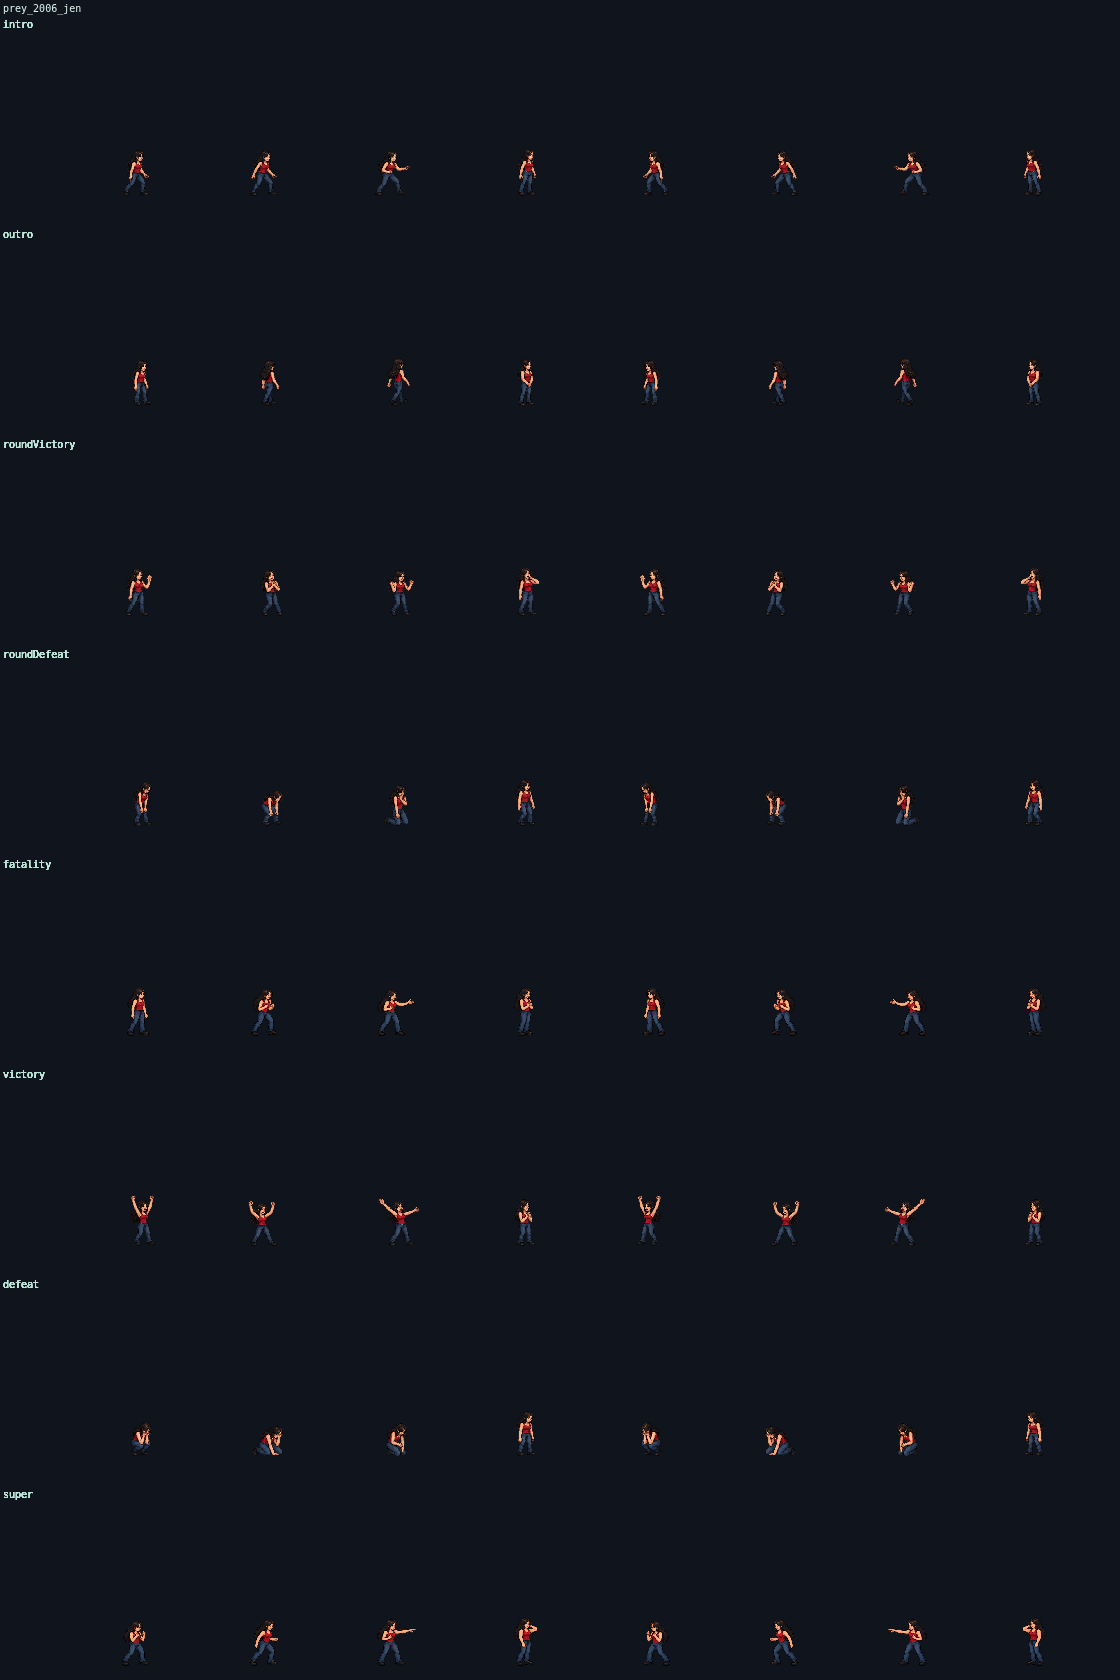 prey_2006_jen
intro
outro
roundVictory
roundDefeat
fatality
victory
defeat
super